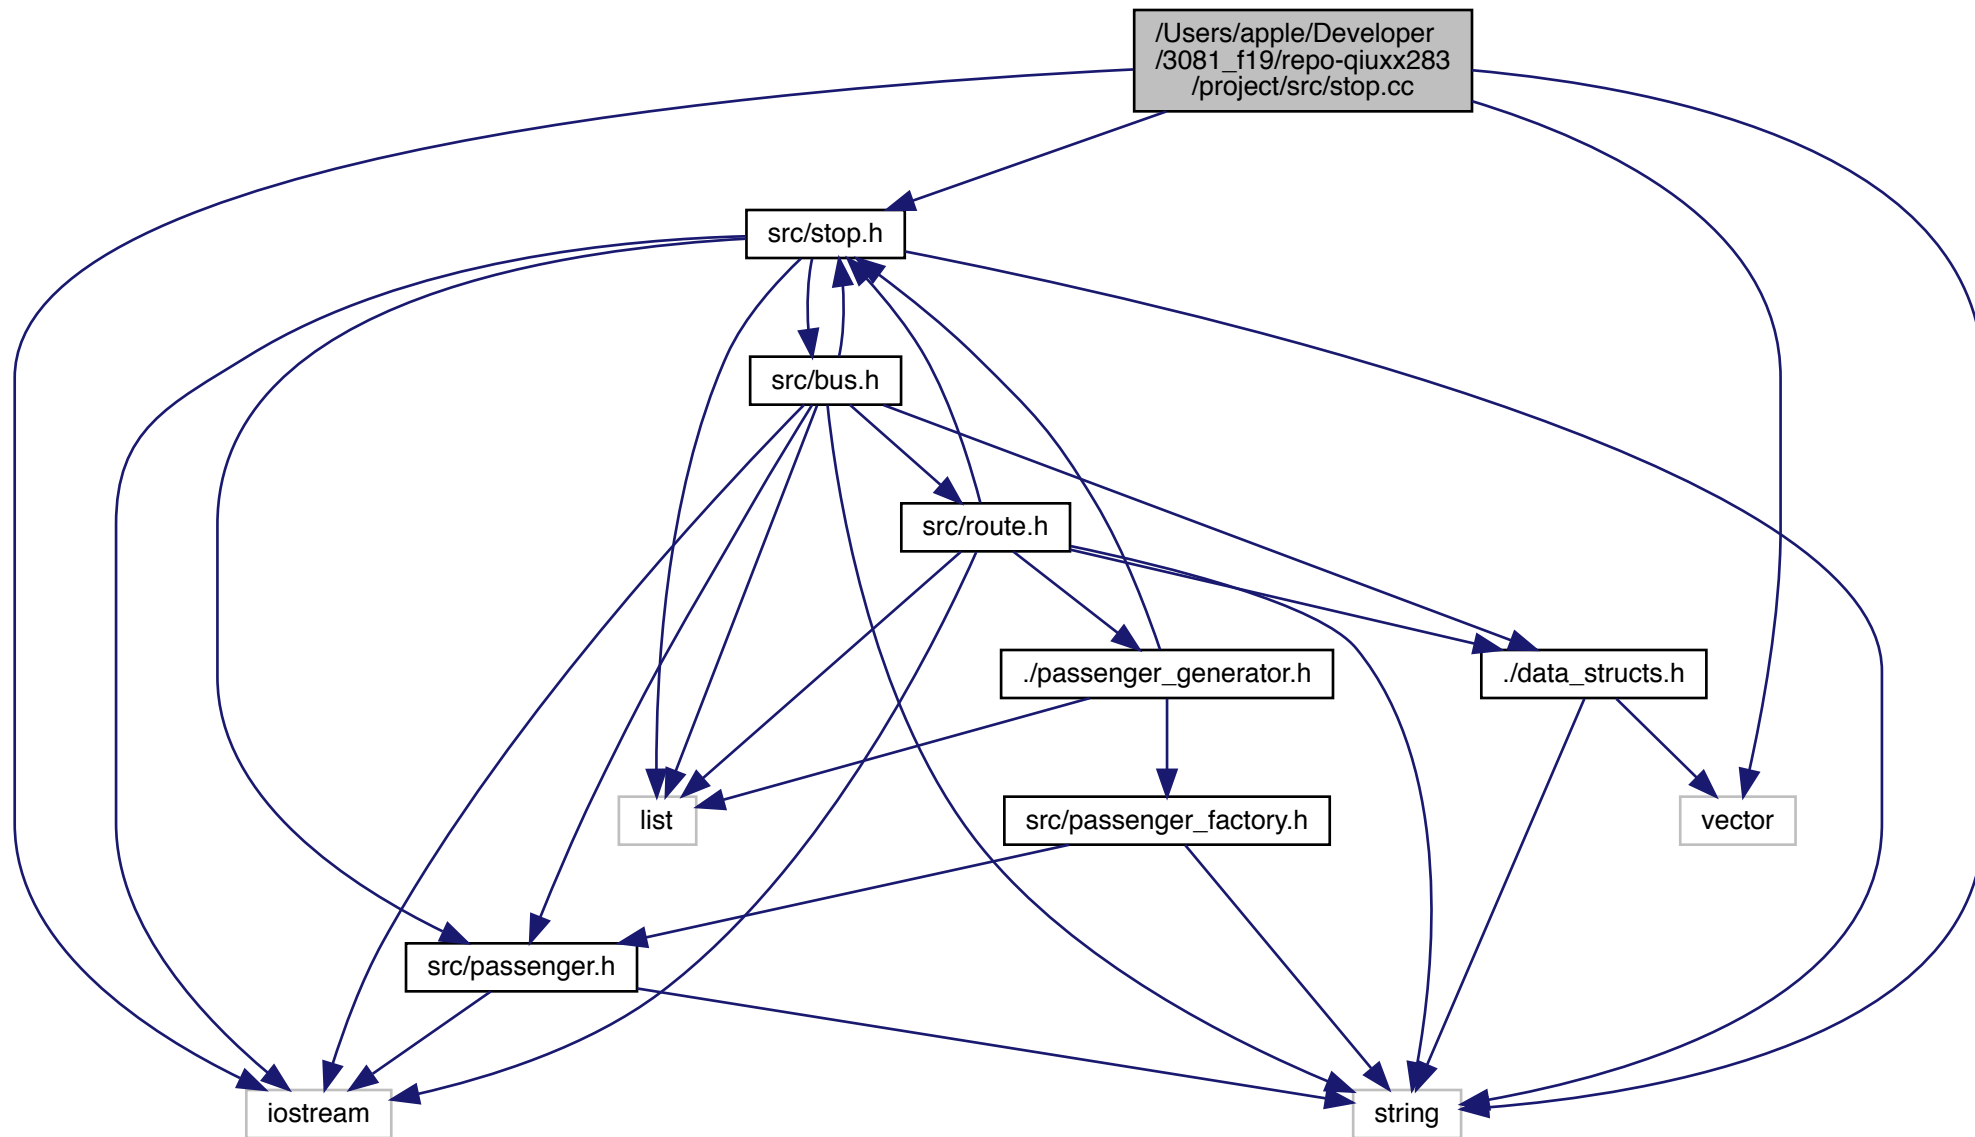 /Users/apple/Developer
/3081_f19/repo-qiuxx283
/project/src/stop.cc
src/stop.h
src/bus.h
src/route.h
./passenger_generator.h
./data_structs.h
list
src/passenger_factory.h
vector
src/passenger.h
iostream
string